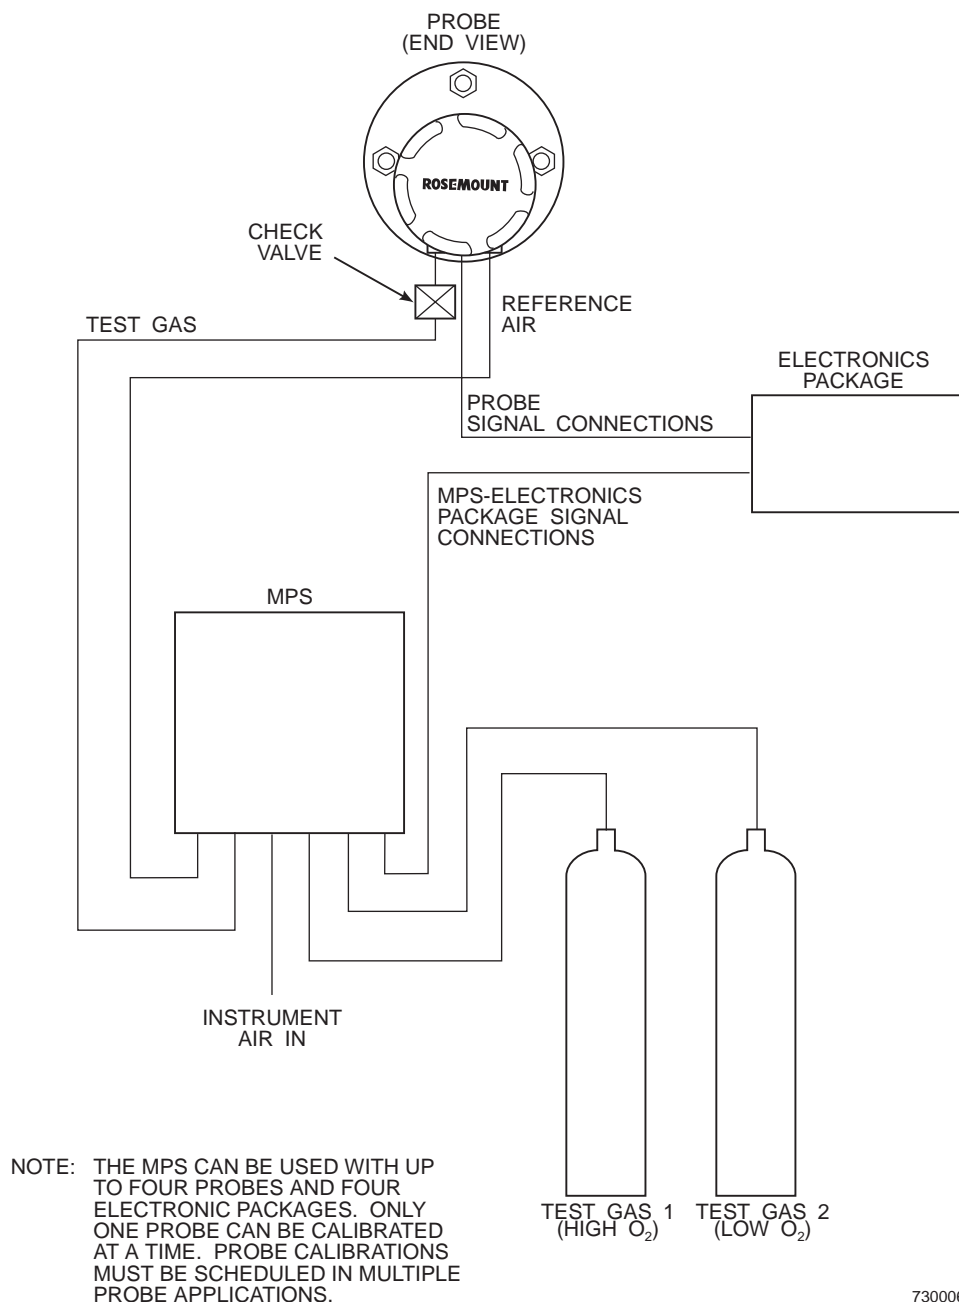 PROBE
(END VIEW)
ROSEMOUNT
CHECK
VALVE
TEST GAS
REFERENCE
AIR
ELECTRONICS
PACKAGE
PROBE
SIGNAL CONNECTIONS
MPS-ELECTRONICS
PACKAGE SIGNAL
CONNECTIONS
MPS
INSTRUMENT
AIR IN
TEST GAS 1
(HIGH O₂)
TEST GAS 2
(LOW O₂)
NOTE: THE MPS CAN BE USED WITH UP
TO FOUR PROBES AND FOUR
ELECTRONIC PACKAGES. ONLY
ONE PROBE CAN BE CALIBRATED
AT A TIME. PROBE CALIBRATIONS
MUST BE SCHEDULED IN MULTIPLE
PROBE APPLICATIONS.
730006